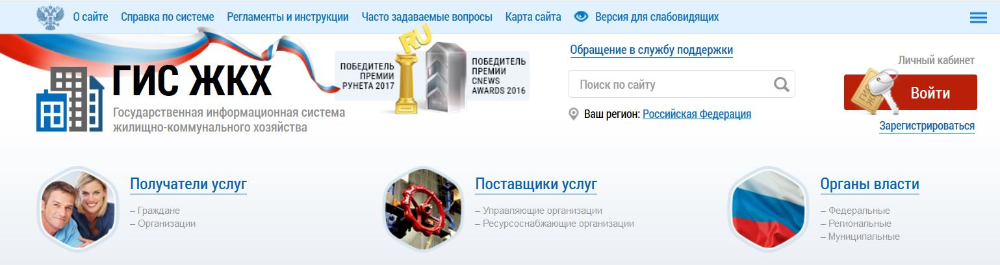 О сайте Справка по системе Регламенты и инструкции Часто задаваемые вопросы Карта сайта Версия для слабовидящих
ГИС ЖКХ
Государственная информационная система
жилищно-коммунального хозяйства
ПОБЕДИТЕЛЬ
ПРЕМИИ
РУНЕТА 2017
RU
ПОБЕДИТЕЛЬ
ПРЕМИИ
CNEWS
AWARDS 2016
Обращение в службу поддержки
Поиск по сайту
Ваш регион: Российская Федерация
Личный кабинет
ГИС
ЖКХ
Войти
Зарегистрироваться
Получатели услуг
– Граждане
– Организации
Поставщики услуг
– Управляющие организации
– Ресурсоснабжающие организации
Органы власти
– Федеральные
– Региональные
– Муниципальные